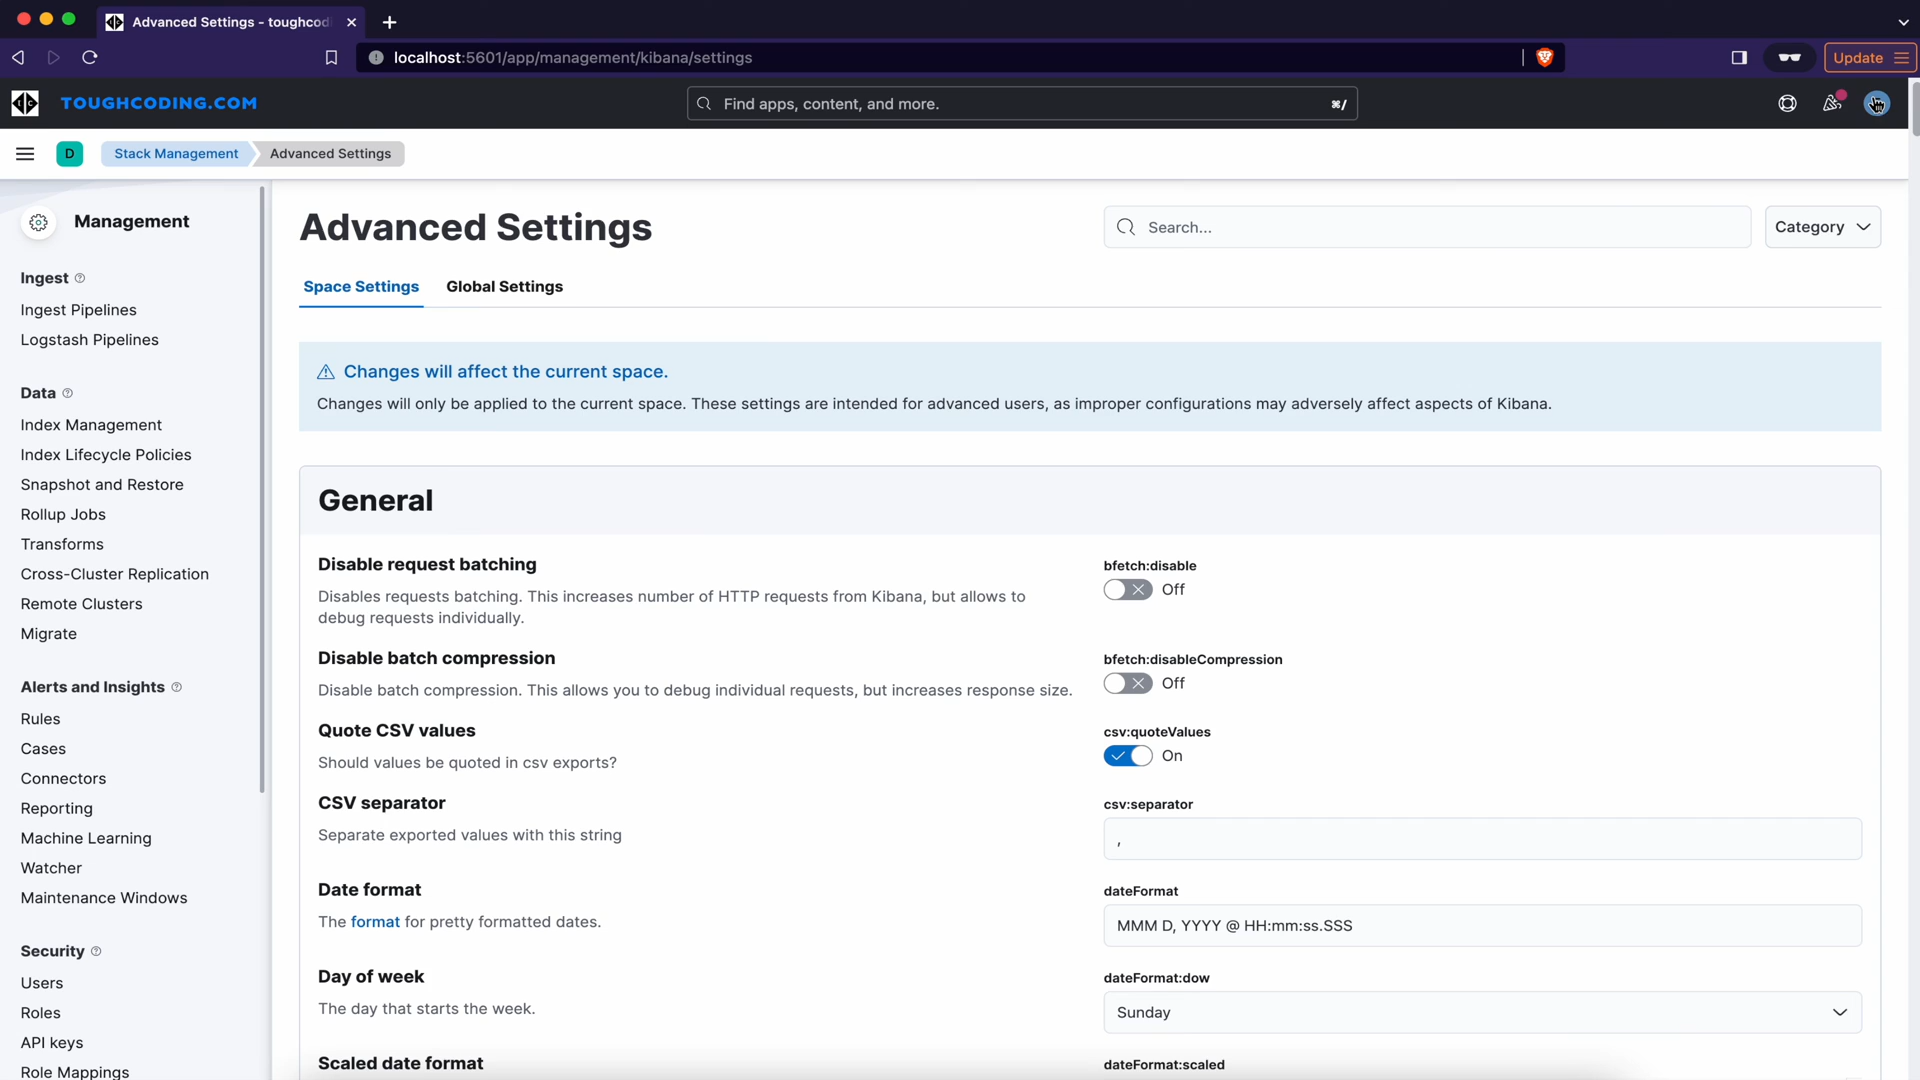 Advanced Settings - toughcod
localhost:5601/app/management/kibana/settings
Update
TOUGHCODING.COM
Find apps, content, and more.
⌘/
D
Stack Management
Advanced Settings
Management
Ingest
Ingest Pipelines
Logstash Pipelines
Data
Index Management
Index Lifecycle Policies
Snapshot and Restore
Rollup Jobs
Transforms
Cross-Cluster Replication
Remote Clusters
Migrate
Alerts and Insights
Rules
Cases
Connectors
Reporting
Machine Learning
Watcher
Maintenance Windows
Security
Users
Roles
API keys
Role Mappings
Advanced Settings
Search...
Category
Space Settings
Global Settings
Changes will affect the current space.
Changes will only be applied to the current space. These settings are intended for advanced users, as improper configurations may adversely affect aspects of Kibana.
General
Disable request batching
Disables requests batching. This increases number of HTTP requests from Kibana, but allows to
debug requests individually.
bfetch:disable
Off
Disable batch compression
Disable batch compression. This allows you to debug individual requests, but increases response size.
bfetch:disableCompression
Off
Quote CSV values
Should values be quoted in csv exports?
csv:quoteValues
On
CSV separator
Separate exported values with this string
csv:separator
,
Date format
The format for pretty formatted dates.
dateFormat
MMM D, YYYY @ HH:mm:ss.SSS
Day of week
The day that starts the week.
dateFormat:dow
Sunday
Scaled date format
dateFormat:scaled